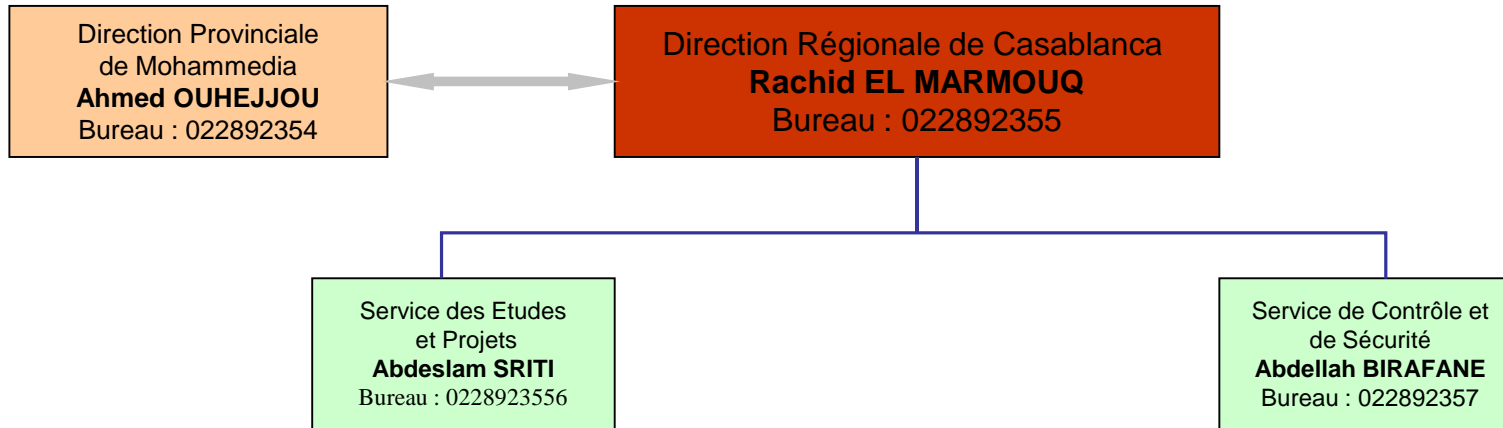 Direction Provinciale
de Mohammedia
Ahmed OUHEJJOU
Bureau : 022892354
Direction Régionale de Casablanca
Rachid EL MARMOUQ
Bureau : 022892355
Service des Etudes
et Projets
Abdeslam SRITI
Bureau : 0228923556
Service de Contrôle et
de Sécurité
Abdellah BIRAFANE
Bureau : 022892357